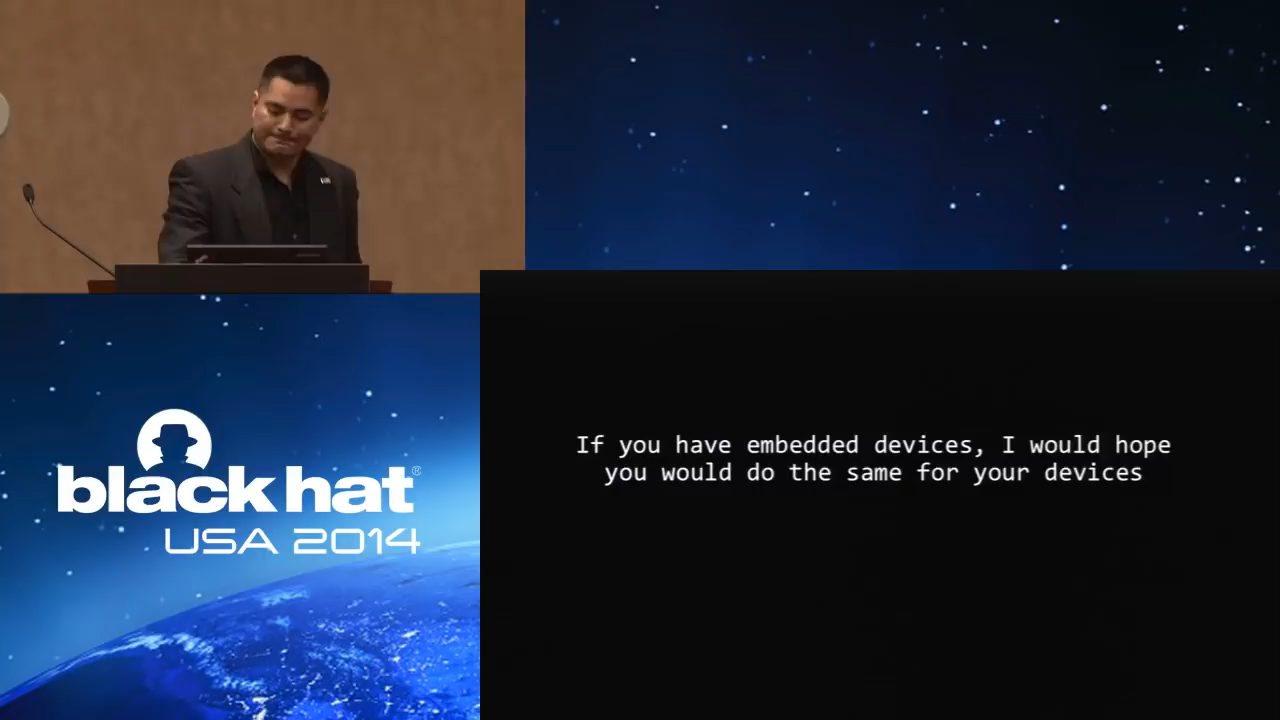 black hat®
USA 2014
If you have embedded devices, I would hope
you would do the same for your devices